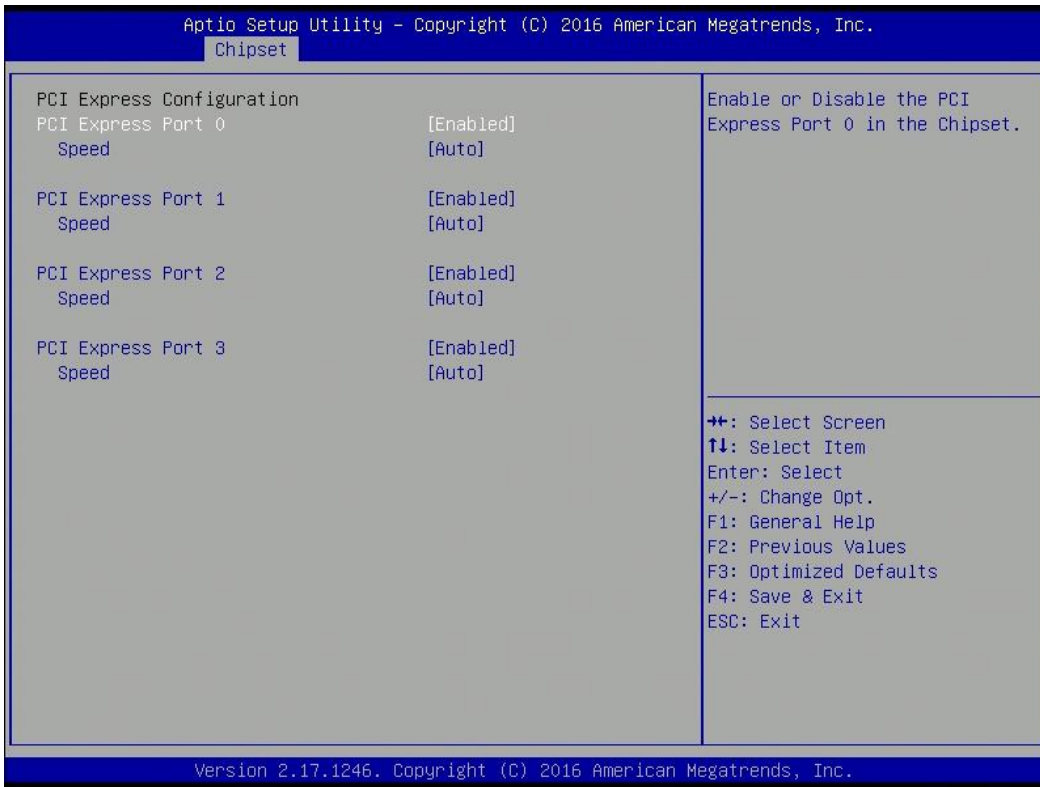 Aptio Setup Utility – Copyright (C) 2016 American Megatrends, Inc.
Chipset
PCI Express Configuration
PCI Express Port 0 [Enabled]
Speed [Auto]
PCI Express Port 1 [Enabled]
Speed [Auto]
PCI Express Port 2 [Enabled]
Speed [Auto]
PCI Express Port 3 [Enabled]
Speed [Auto]
Enable or Disable the PCI
Express Port 0 in the Chipset.
→←: Select Screen
↑↓: Select Item
Enter: Select
+/-: Change Opt.
F1: General Help
F2: Previous Values
F3: Optimized Defaults
F4: Save & Exit
ESC: Exit
Version 2.17.1246. Copyright (C) 2016 American Megatrends, Inc.